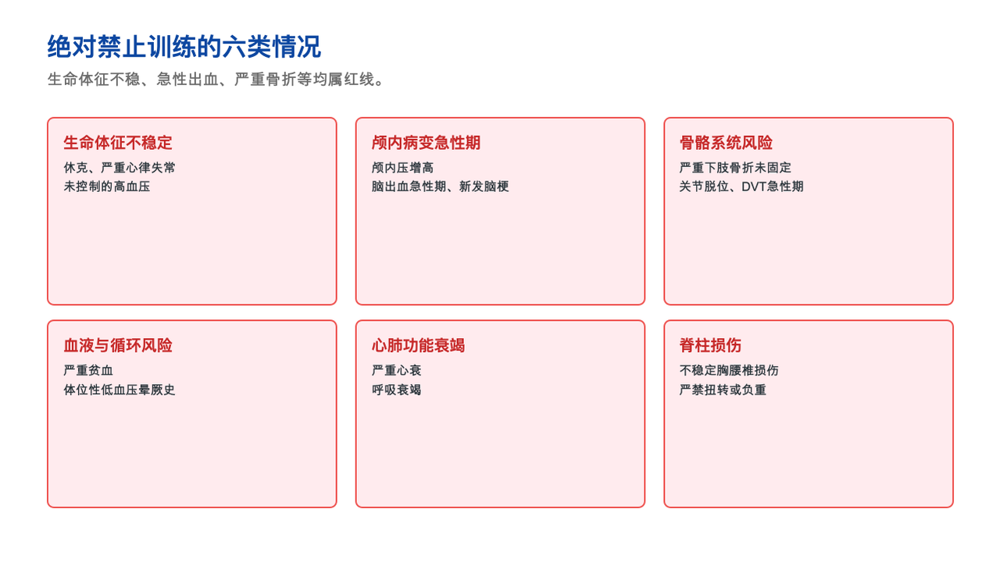 绝对禁止训练的六类情况
生命体征不稳、急性出血、严重骨折等均属红线。
生命体征不稳定
休克、严重心律失常
未控制的高血压
颅内病变急性期
颅内压增高
脑出血急性期、新发脑梗
骨骼系统风险
严重下肢骨折未固定
关节脱位、DVT急性期
血液与循环风险
严重贫血
体位性低血压晕厥史
心肺功能衰竭
严重心衰
呼吸衰竭
脊柱损伤
不稳定胸腰椎损伤
严禁扭转或负重